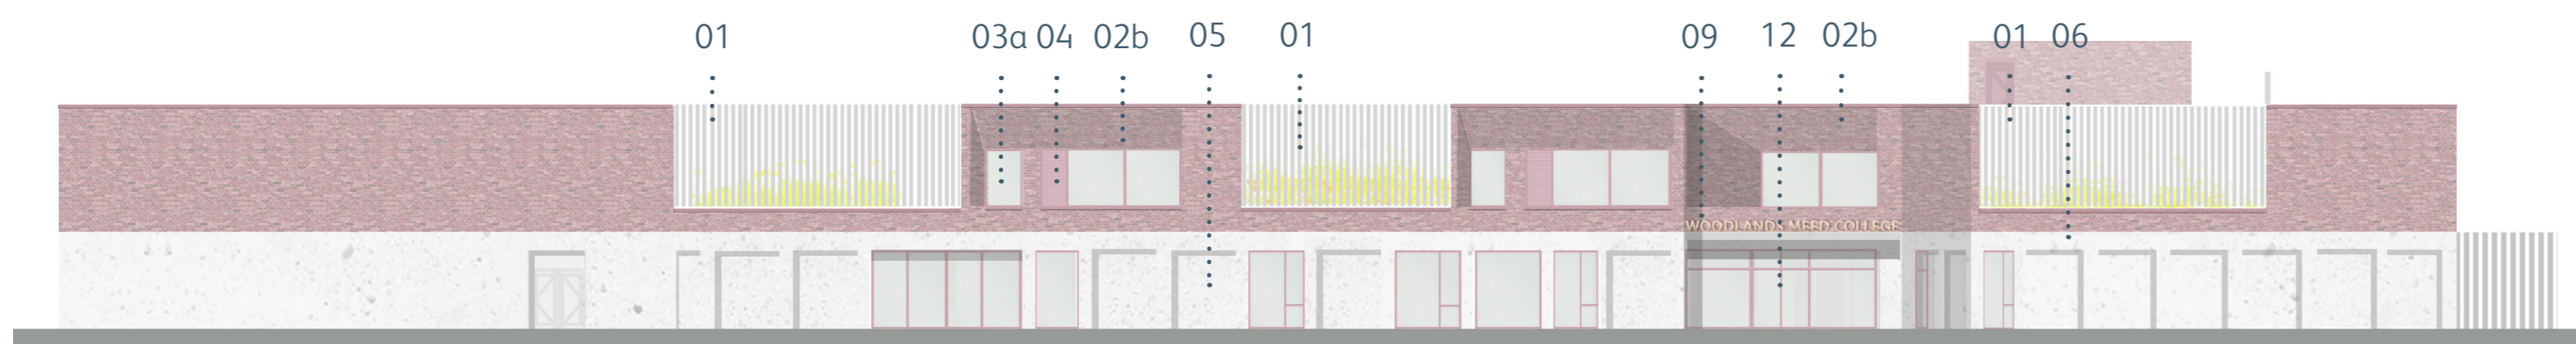 01 03a 04 02b 05 01 09 12 02b 01 06
WOODLANDS MEED COLLEGE